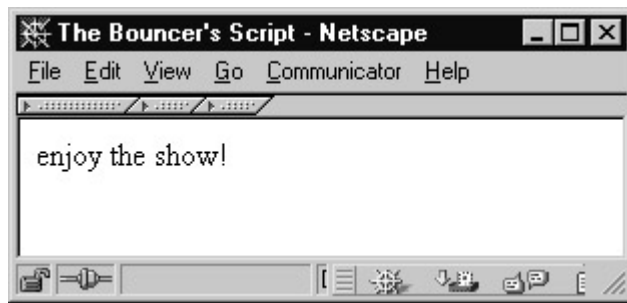 The Bouncer's Script - Netscape
File Edit View Go Communicator Help
enjoy the show!